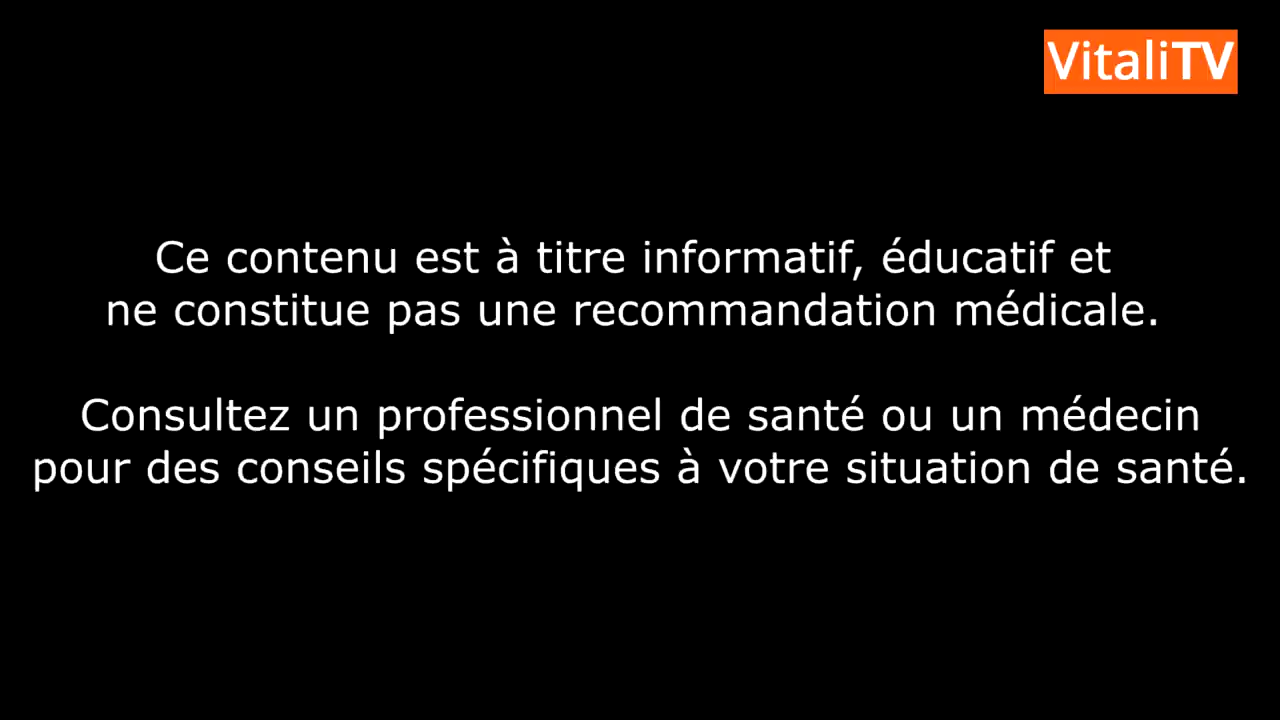 VitaliTV
Ce contenu est à titre informatif, éducatif et
ne constitue pas une recommandation médicale.
Consultez un professionnel de santé ou un médecin
pour des conseils spécifiques à votre situation de santé.